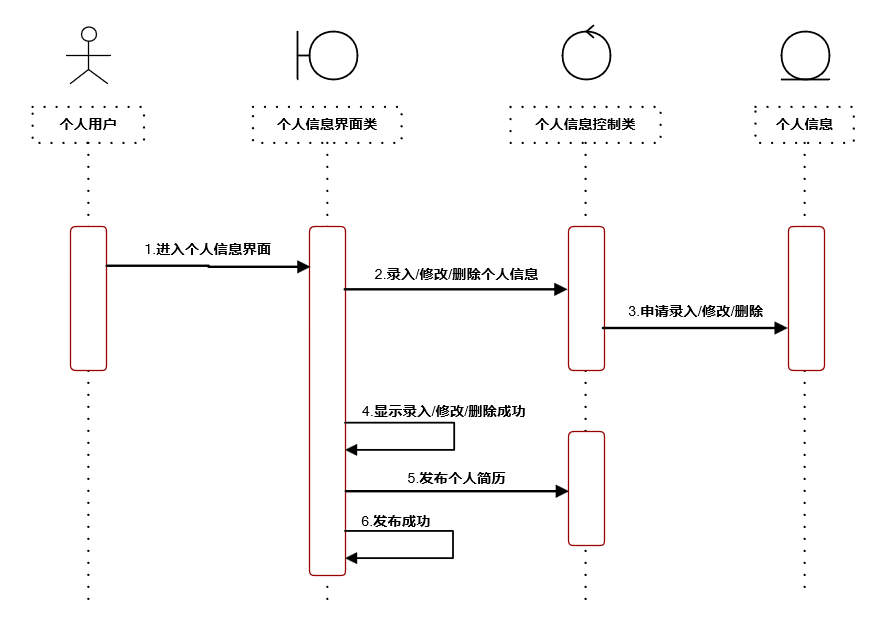 个人用户
个人信息界面类
个人信息控制类
个人信息
1.进入个人信息界面
2.录入/修改/删除个人信息
3.申请录入/修改/删除
4.显示录入/修改/删除成功
5.发布个人简历
6.发布成功